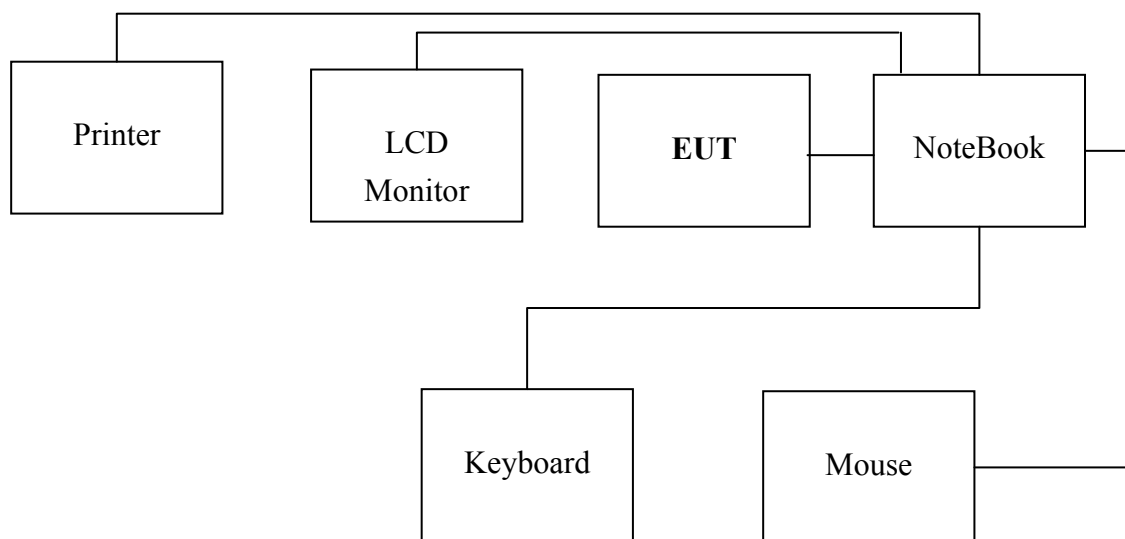 Printer
LCD
Monitor
EUT
NoteBook
Keyboard
Mouse